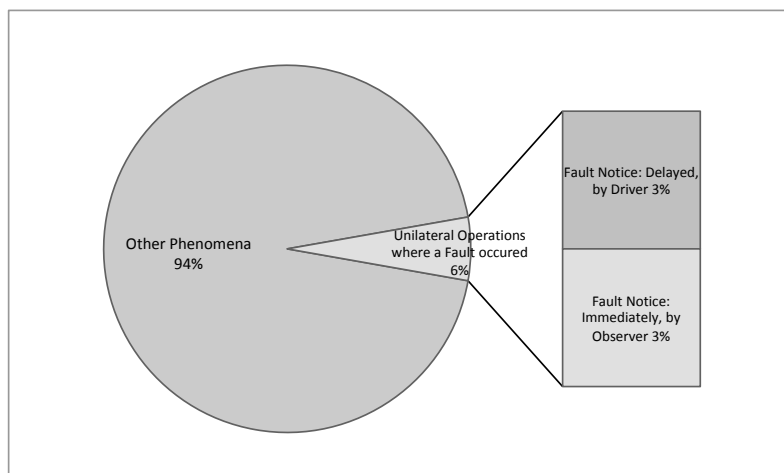 Other Phenomena
94%
Unilateral Operations
where a Fault occured
6%
Fault Notice: Delayed,
by Driver 3%
Fault Notice:
Immediately, by
Observer 3%